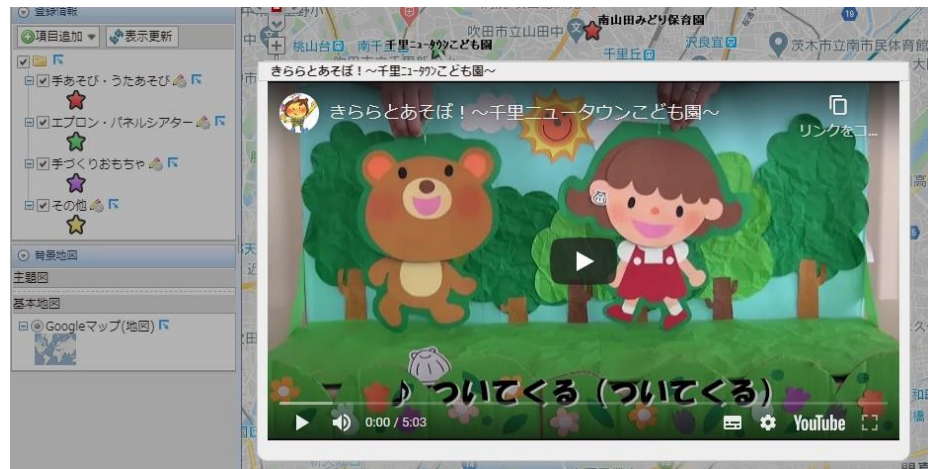 登録情報
項目追加
表示更新
手あそび・うたあそび
エプロン・パネルシアター
手づくりおもちゃ
その他
背景地図
主題図
基本地図
Googleマップ(地図)
南山田みどり保育園
吹田市立山田中
桃山台
南千
千里ニュータウンこども園
千里丘
沢良宜
茨木市立南市民体育館
19
きららとあそぼ！～千里ニュータウンこども園～
きららとあそぼ！～千里ニュータウンこども園～
リンクをコ...
♪ ついてくる（ついてくる）
0:00 / 5:03
YouTube